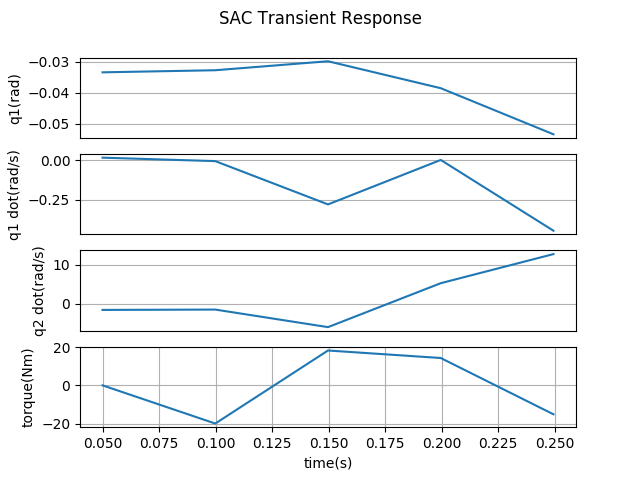 SAC Transient Response
−0.03
−0.04
−0.05
q1(rad)
0.00
−0.25
q1 dot(rad/s)
10
0
q2 dot(rad/s)
20
0
−20
torque(Nm)
0.050 0.075 0.100 0.125 0.150 0.175 0.200 0.225 0.250
time(s)